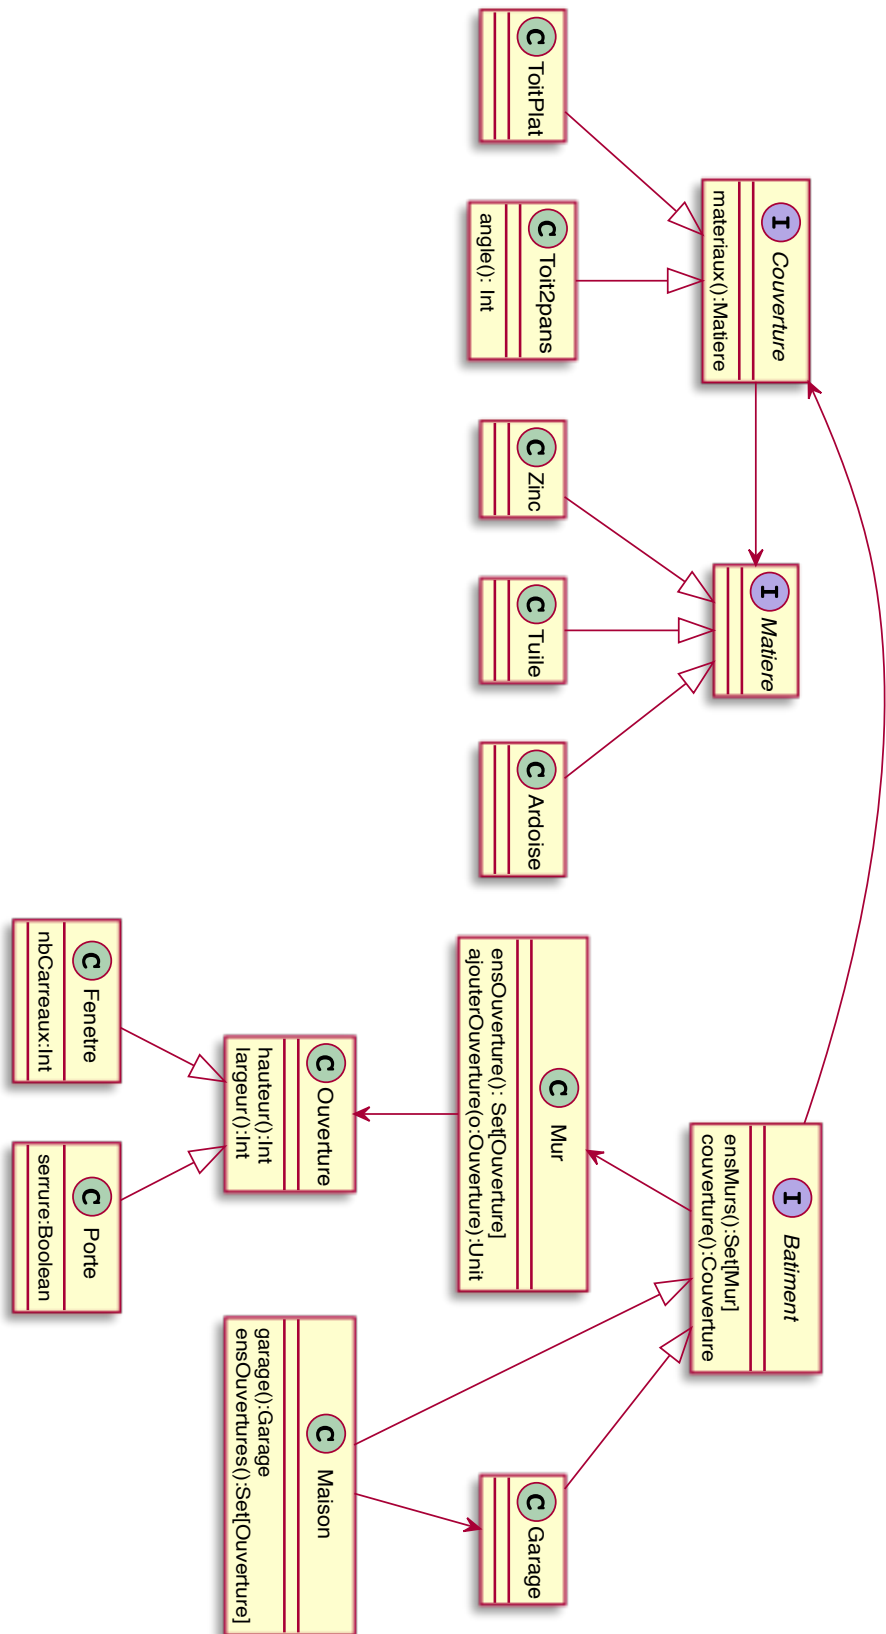 I Couverture
materiaux():Matiere
C ToitPlat
C Toit2pans
angle(): Int
I Matiere
C Zinc
C Tuile
C Ardoise
I Batiment
ensMurs():Set[Mur]
couverture():Couverture
C Mur
ensOuverture(): Set[Ouverture]
ajouterOuverture(o:Ouverture):Unit
C Garage
C Ouverture
hauteur():Int
largeur():Int
C Maison
garage():Garage
ensOuvertures():Set[Ouverture]
C Fenetre
nbCarreaux:Int
C Porte
serrure:Boolean